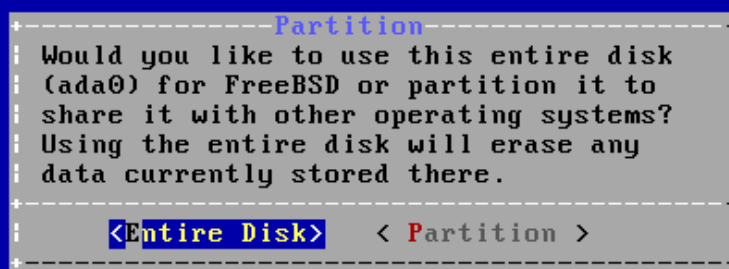 Partition
Would you like to use this entire disk
(ada0) for FreeBSD or partition it to
share it with other operating systems?
Using the entire disk will erase any
data currently stored there.
<Entire Disk> < Partition >